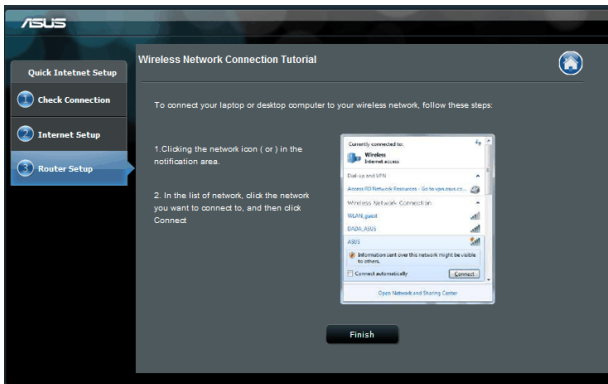 ASUS
Quick Intetnet Setup
1 Check Connection
2 Internet Setup
3 Router Setup
Wireless Network Connection Tutorial
To connect your laptop or desktop computer to your wireless network, follow these steps:
1.Clicking the network icon ( or ) in the
notification area.
2. In the list of network, click the network
you want to connect to, and then click
Connect
Currently connected to:
Wireless
Internet access
Dial-up and VPN
Wireless Network Connection
WLAN_guest
DADA_ASUS
ASUS
Information sent over this network might be visible
to others.
Connect automatically
Connect
Open Network and Sharing Center
Finish